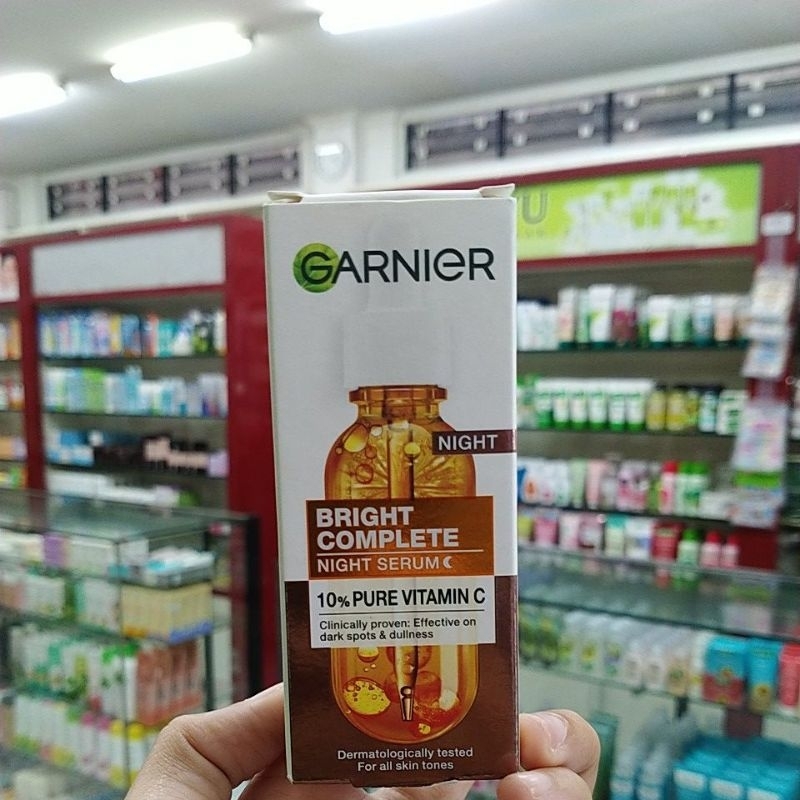 GARNIER
NIGHT
BRIGHT
COMPLETE
NIGHT SERUM
10% PURE VITAMIN C
Clinically proven: Effective on
dark spots & dullness
Dermatologically tested
For all skin tones